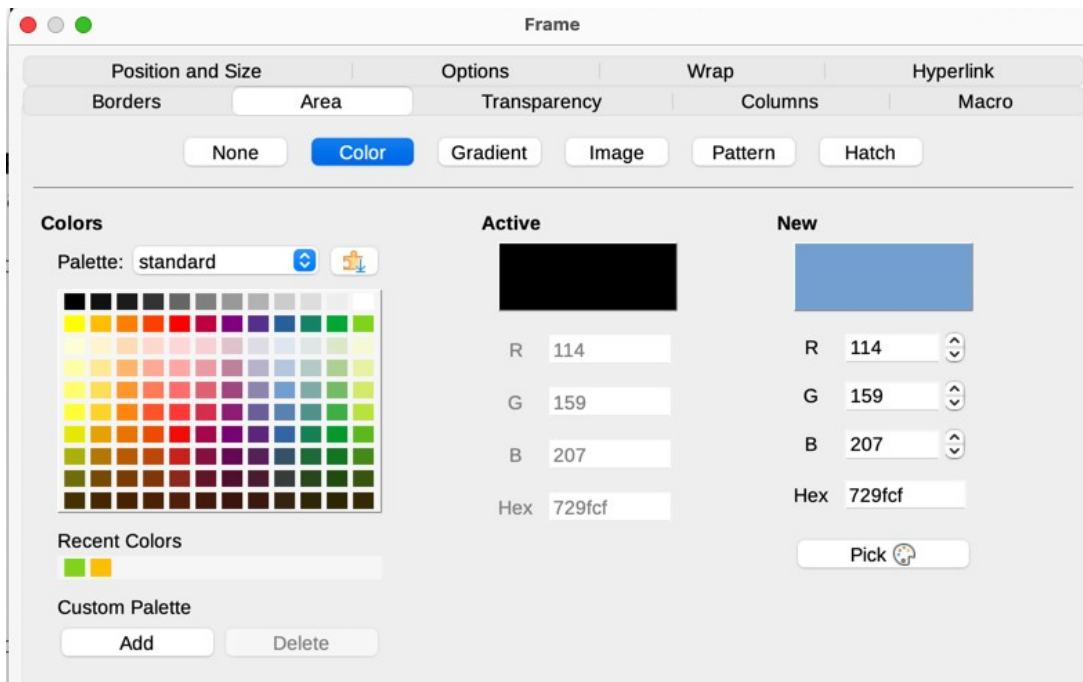 Frame
Position and Size Options Wrap Hyperlink
Borders Area Transparency Columns Macro
None Color Gradient Image Pattern Hatch
Colors
Palette: standard
Recent Colors
Custom Palette
Add Delete
Active
R 114
G 159
B 207
Hex 729fcf
New
R 114
G 159
B 207
Hex 729fcf
Pick